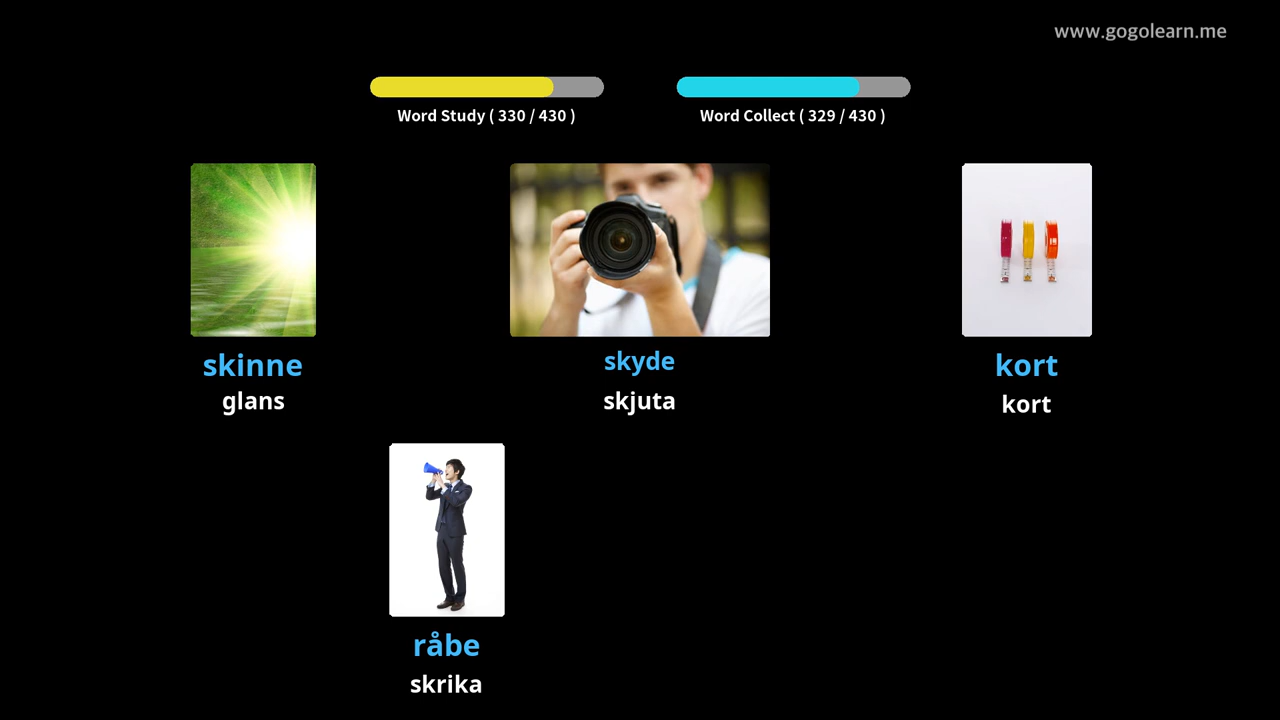 www.gogolearn.me
Word Study ( 330 / 430 )
Word Collect ( 329 / 430 )
skinne
glans
skyde
skjuta
kort
kort
råbe
skrika